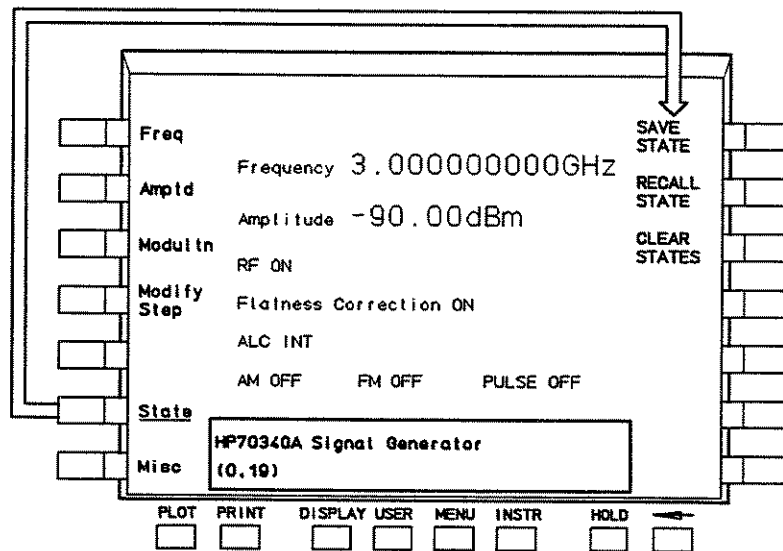 Freq
Amptd
Modultn
Modify
Step
State
Misc
Frequency 3.000000000GHz
Amplitude -90.00dBm
RF ON
Flatness Correction ON
ALC INT
AM OFF FM OFF PULSE OFF
HP70340A Signal Generator
(0,19)
SAVE
STATE
RECALL
STATE
CLEAR
STATES
PLOT PRINT DISPLAY USER MENU INSTR HOLD